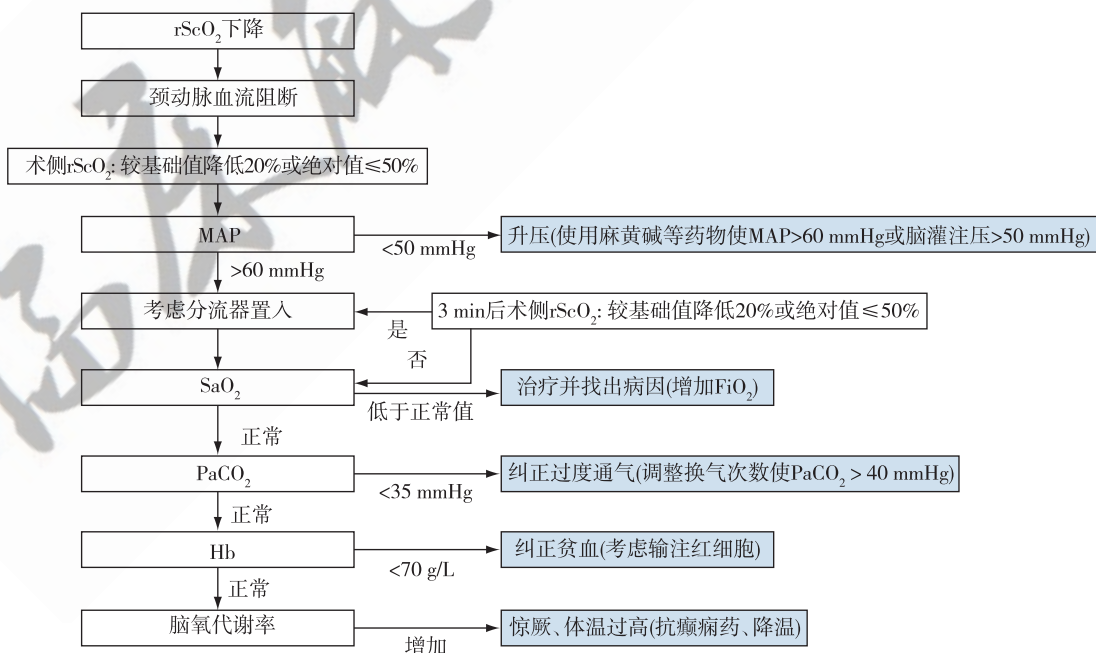 rScO₂下降
颈动脉血流阻断
术侧rScO₂: 较基础值降低20%或绝对值≤50%
MAP
<50 mmHg
升压(使用麻黄碱等药物使MAP>60 mmHg或脑灌注压>50 mmHg)
>60 mmHg
考虑分流器置入
3 min后术侧rScO₂: 较基础值降低20%或绝对值≤50%
是
否
SaO₂
低于正常值
治疗并找出病因(增加FiO₂)
正常
PaCO₂
<35 mmHg
纠正过度通气(调整换气次数使PaCO₂ > 40 mmHg)
正常
Hb
<70 g/L
纠正贫血(考虑输注红细胞)
正常
脑氧代谢率
增加
惊厥、体温过高(抗癫痫药、降温)